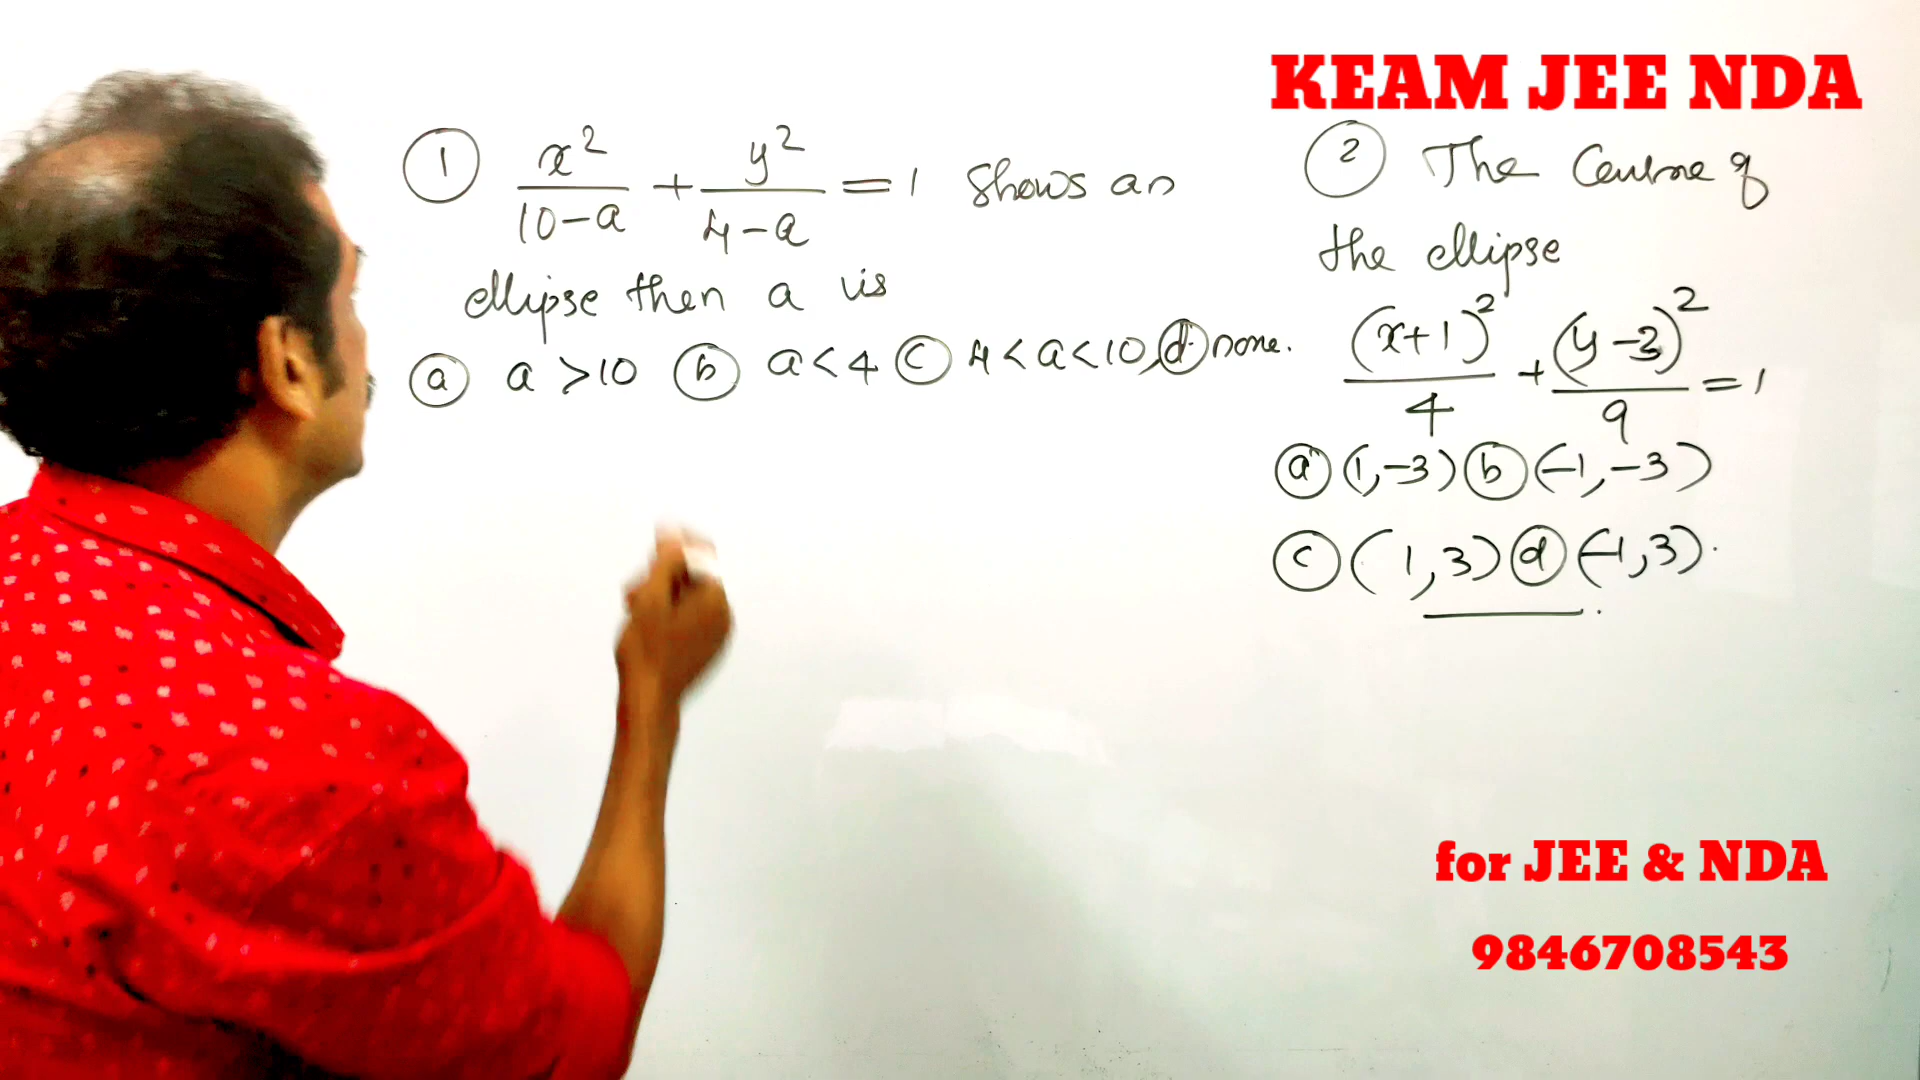 KEAM JEE NDA
① x²/(10-a) + y²/(4-a) = 1 shows an
ellipse then a is
ⓐ a >10 ⓑ a<4 ⓒ 4<a<10, ⓓ none.
② The Centre of
the ellipse
(x+1)²/4 + (y-3)²/9 = 1
ⓐ (1,-3) ⓑ (-1,-3)
ⓒ (1,3) ⓓ (-1,3).
for JEE & NDA
9846708543